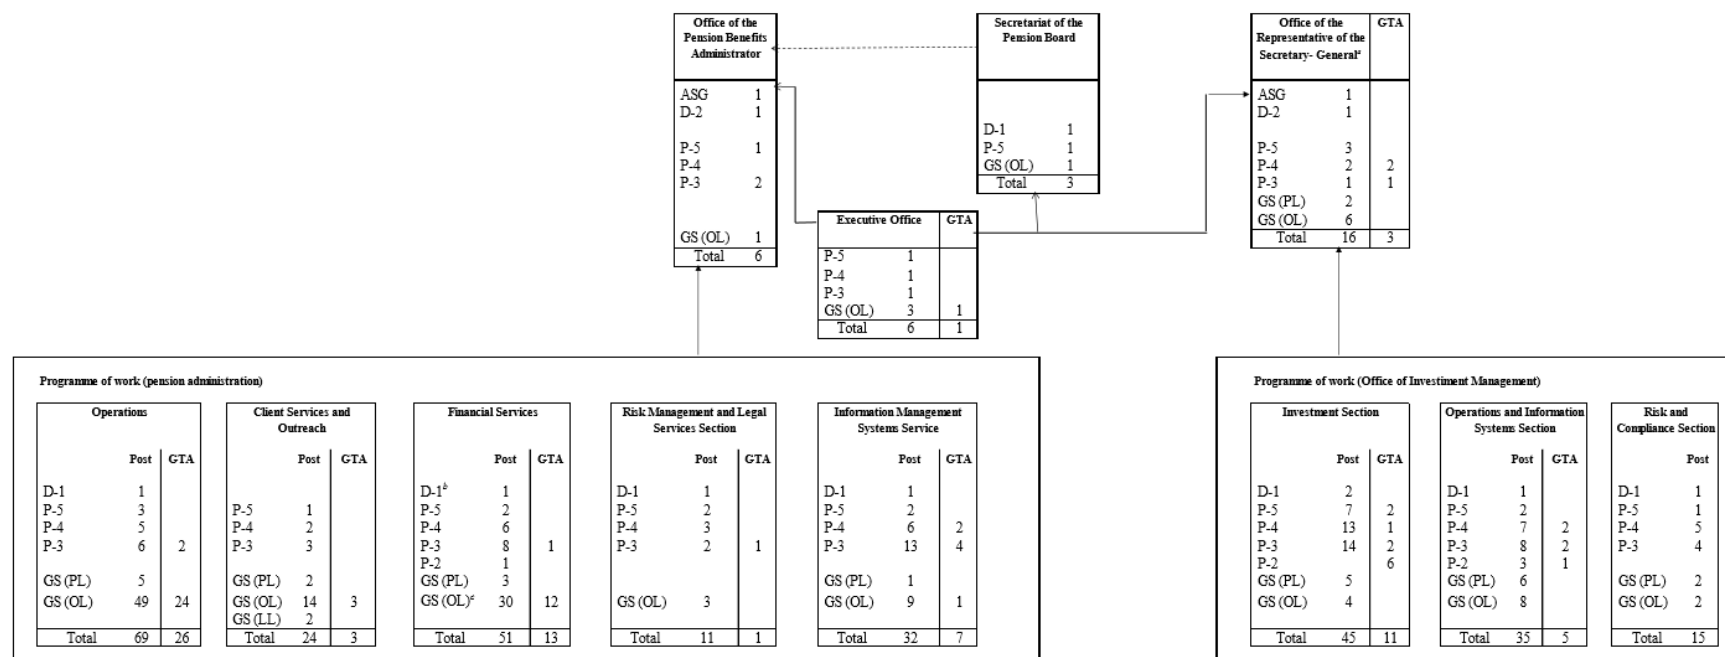 Office of the
Pension Benefits
Administrator
ASG 1
D-2 1
P-5 1
P-4
P-3 2
GS (OL) 1
Total 6
Secretariat of the
Pension Board
D-1 1
P-5 1
GS (OL) 1
Total 3
Office of the GTA
Representative of the
Secretary- Generalª
ASG 1
D-2 1
P-5 3
P-4 2 2
P-3 1 1
GS (PL) 2
GS (OL) 6
Total 16 3
Executive Office GTA
P-5 1
P-4 1
P-3 1
GS (OL) 3 1
Total 6 1
Programme of work (pension administration)
Operations
Post GTA
D-1 1
P-5 3
P-4 5
P-3 6 2
GS (PL) 5
GS (OL) 49 24
Total 69 26
Client Services and
Outreach
Post GTA
P-5 1
P-4 2
P-3 3
GS (PL) 2
GS (OL) 14 3
GS (LL) 2
Total 24 3
Financial Services
Post GTA
D-1ᵇ 1
P-5 2
P-4 6
P-3 8 1
P-2 1
GS (PL) 3
GS (OL)ᶜ 30 12
Total 51 13
Risk Management and Legal
Services Section
Post GTA
D-1 1
P-5 2
P-4 3
P-3 2 1
GS (OL) 3
Total 11 1
Information Management
Systems Service
Post GTA
D-1 1
P-5 2
P-4 6 2
P-3 13 4
GS (PL) 1
GS (OL) 9 1
Total 32 7
Programme of work (Office of Investiment Management)
Investment Section
Post GTA
D-1 2
P-5 7 2
P-4 13 1
P-3 14 2
P-2 6
GS (PL) 5
GS (OL) 4
Total 45 11
Operations and Information
Systems Section
Post GTA
D-1 1
P-5 2
P-4 7 2
P-3 8 2
P-2 3 1
GS (PL) 6
GS (OL) 8
Total 35 5
Risk and
Compliance Section
Post
D-1 1
P-5 1
P-4 5
P-3 4
GS (PL) 2
GS (OL) 2
Total 15